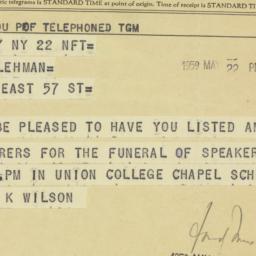 ric telegrams is STANDARD TIME at point of origin. Time of receipt is STANDARD TIME
OU PDF TELEPHONED TGM
Y NY 22 NFT=
LEHMAN= 1959 MAY 22 PM
EAST 57 ST=
BE PLEASED TO HAVE YOU LISTED AN
RERS FOR THE FUNERAL OF SPEAKER
PM IN UNION COLLEGE CHAPEL SCH
K WILSON